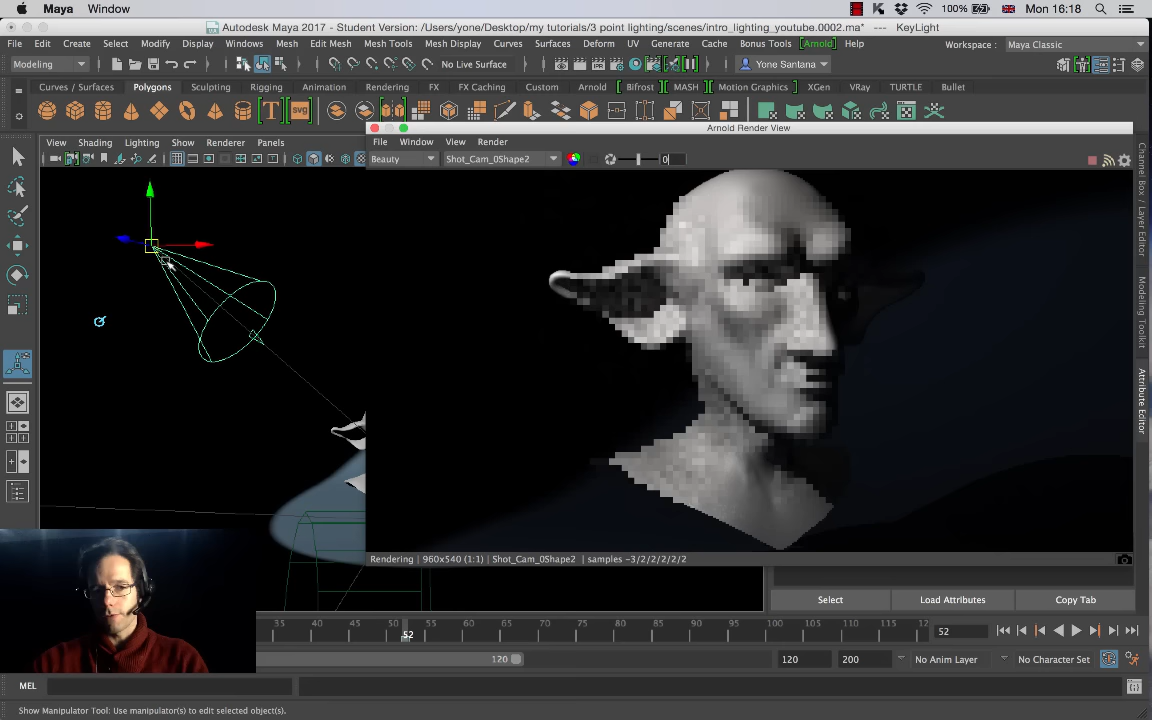 Maya Window 100% Mon 16:18
Autodesk Maya 2017 - Student Version: /Users/yone/Desktop/my tutorials/3 point lighting/scenes/intro_lighting_youtube.0002.ma* --- KeyLight
File Edit Create Select Modify Display Windows Mesh Edit Mesh Mesh Tools Mesh Display Curves Surfaces Deform UV Generate Cache Bonus Tools Arnold Help Workspace : Maya Classic
Modeling No Live Surface Yone Santana
Curves / Surfaces Polygons Sculpting Rigging Animation Rendering FX FX Caching Custom Arnold Bifrost MASH Motion Graphics XGen VRay TURTLE Bullet
T SVG
Arnold Render View
View Shading Lighting Show Renderer Panels
File Window View Render
Beauty Shot_Cam_0Shape2 0
Channel Box / Layer Editor
Modeling Toolkit
Attribute Editor
Rendering | 960x540 (1:1) | Shot_Cam_0Shape2 | samples -3/2/2/2/2/2
Select Load Attributes Copy Tab
35 40 45 50 52 55 60 65 70 75 80 85 90 95 100 105 110 115 12 52
120 120 200 No Anim Layer No Character Set
MEL
Show Manipulator Tool: Use manipulator(s) to edit selected object(s).